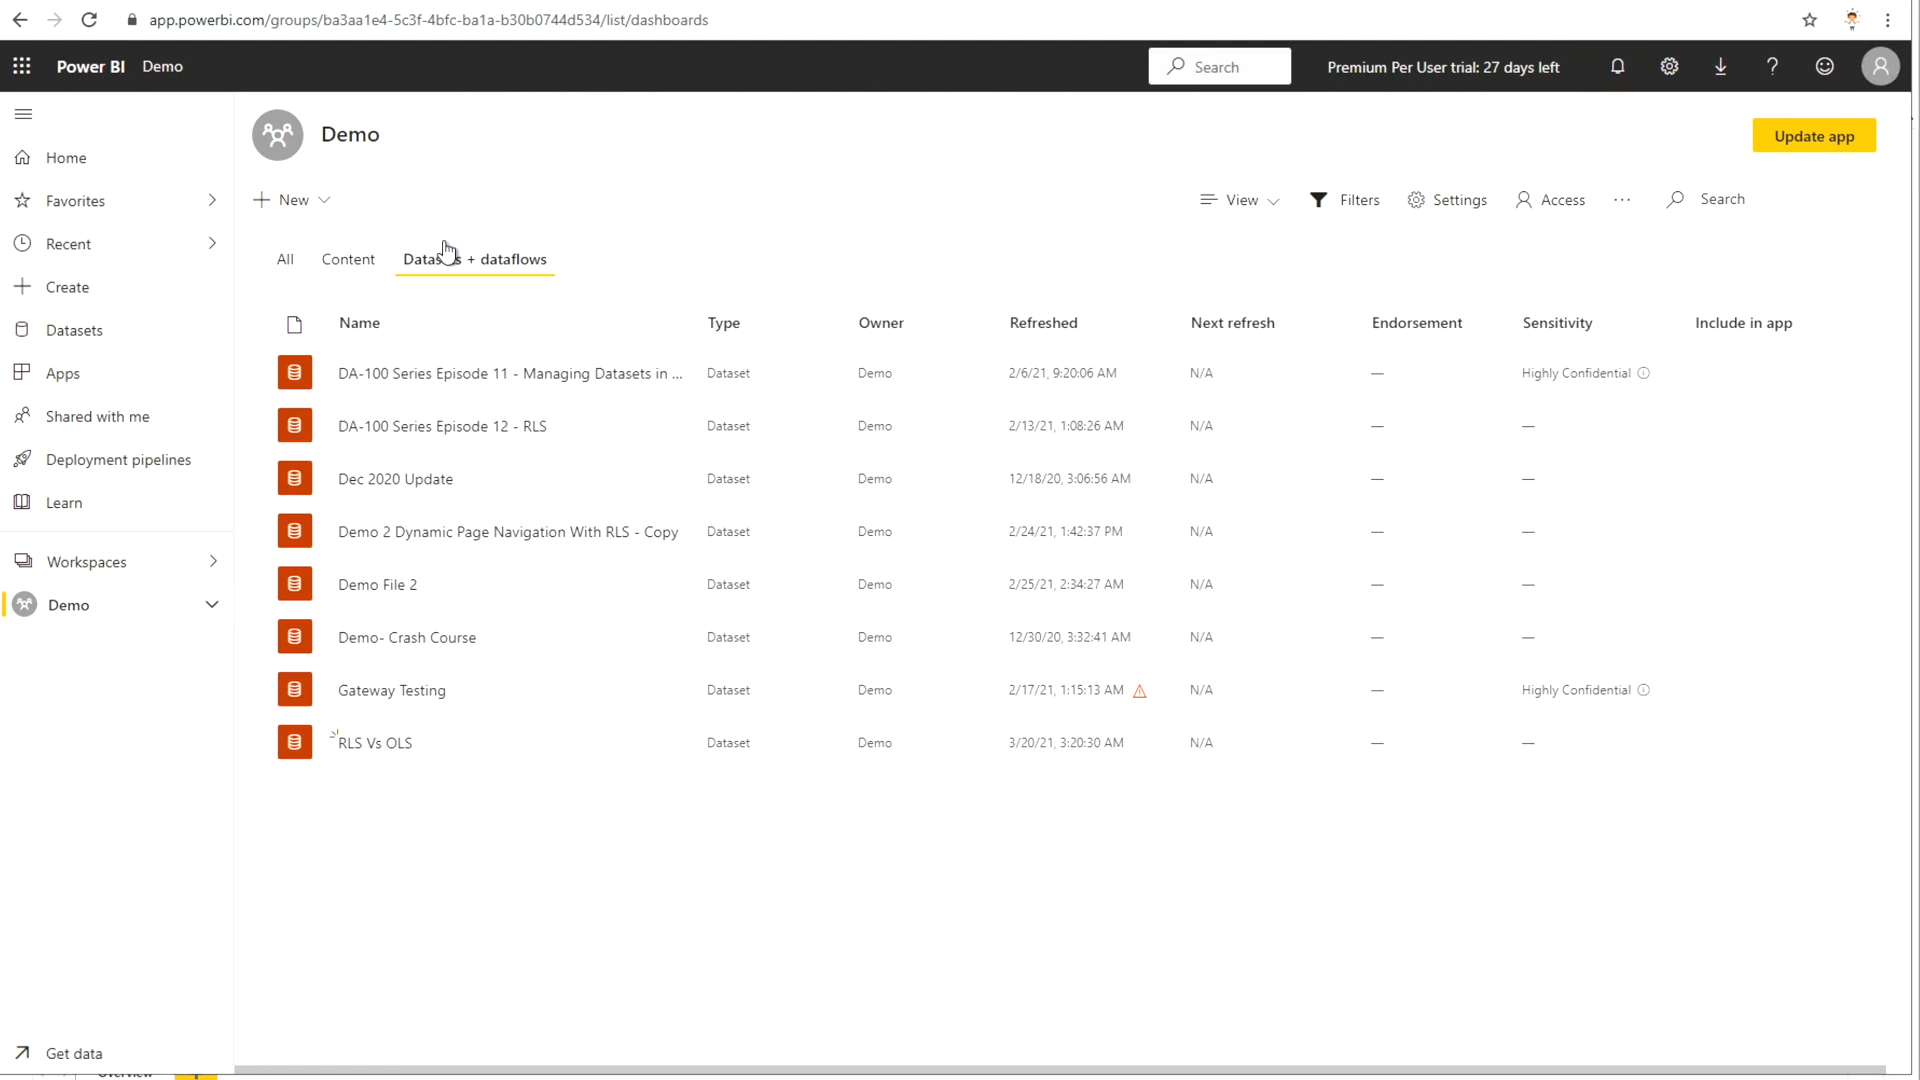 app.powerbi.com/groups/ba3aa1e4-5c3f-4bfc-ba1a-b30b0744d534/list/dashboards
Power BI Demo Search Premium Per User trial: 27 days left
Demo Update app
Home
Favorites
Recent
Create
Datasets
Apps
Shared with me
Deployment pipelines
Learn
Workspaces
Demo
Get data
New View Filters Settings Access ... Search
All Content Datasets + dataflows
Name Type Owner Refreshed Next refresh Endorsement Sensitivity Include in app
DA-100 Series Episode 11 - Managing Datasets in ... Dataset Demo 2/6/21, 9:20:06 AM N/A — Highly Confidential
DA-100 Series Episode 12 - RLS Dataset Demo 2/13/21, 1:08:26 AM N/A — —
Dec 2020 Update Dataset Demo 12/18/20, 3:06:56 AM N/A — —
Demo 2 Dynamic Page Navigation With RLS - Copy Dataset Demo 2/24/21, 1:42:37 PM N/A — —
Demo File 2 Dataset Demo 2/25/21, 2:34:27 AM N/A — —
Demo- Crash Course Dataset Demo 12/30/20, 3:32:41 AM N/A — —
Gateway Testing Dataset Demo 2/17/21, 1:15:13 AM N/A — Highly Confidential
RLS Vs OLS Dataset Demo 3/20/21, 3:20:30 AM N/A — —